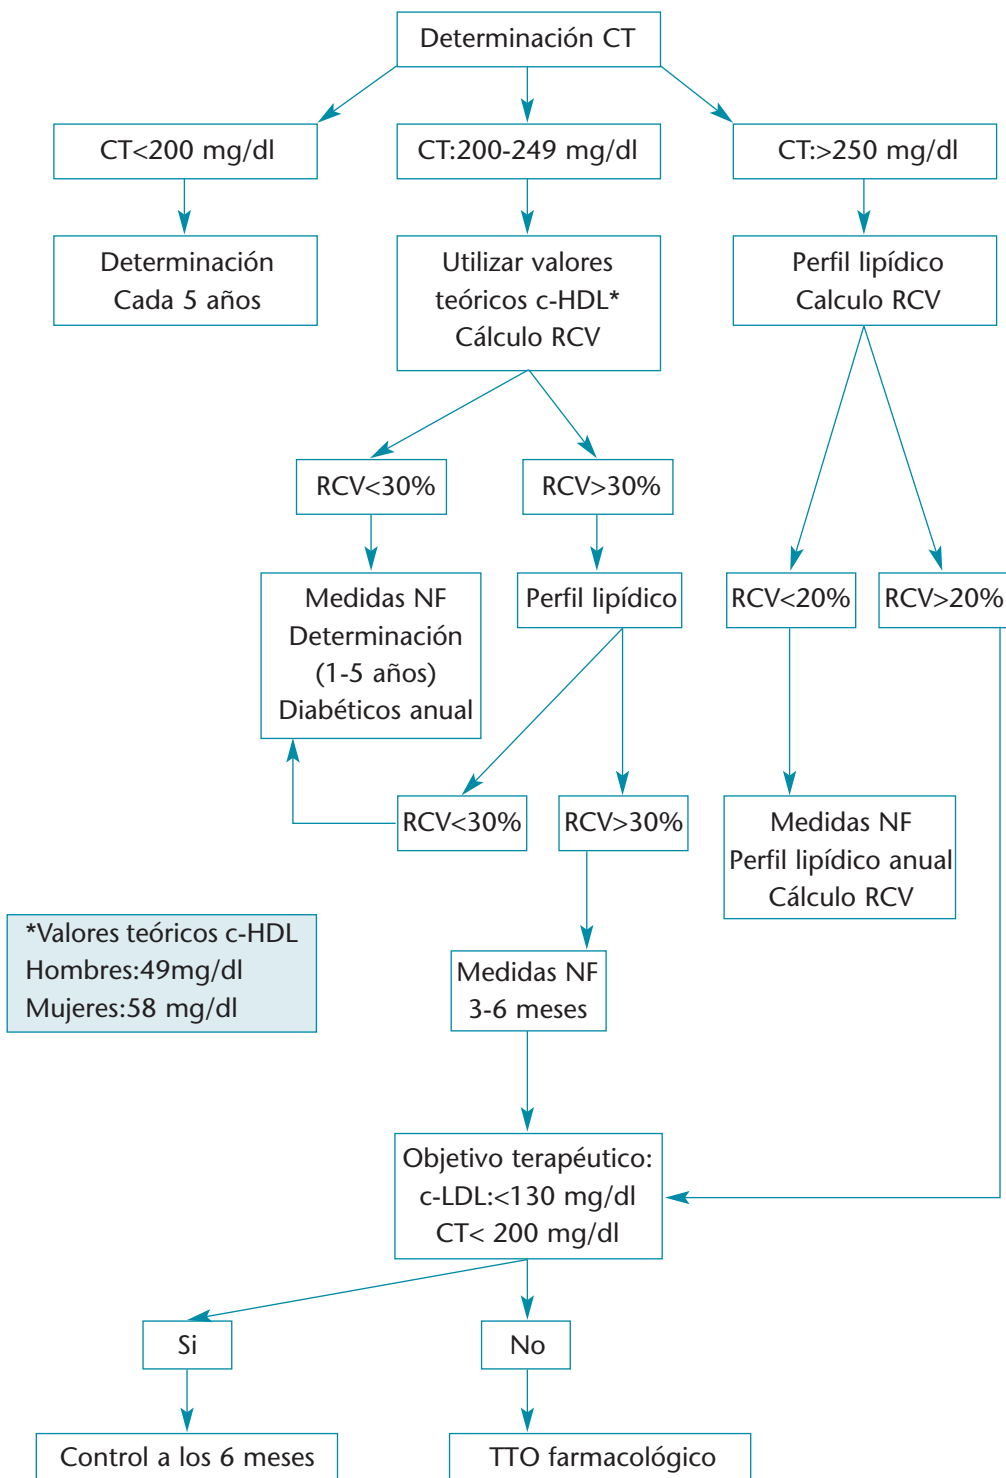 Determinación CT
CT<200 mg/dl
CT:200-249 mg/dl
CT:>250 mg/dl
Determinación
Cada 5 años
Utilizar valores
teóricos c-HDL*
Cálculo RCV
Perfil lipídico
Calculo RCV
RCV<30%
RCV>30%
Medidas NF
Determinación
(1-5 años)
Diabéticos anual
Perfil lipídico
RCV<20%
RCV>20%
RCV<30%
RCV>30%
Medidas NF
Perfil lipídico anual
Cálculo RCV
*Valores teóricos c-HDL
Hombres:49mg/dl
Mujeres:58 mg/dl
Medidas NF
3-6 meses
Objetivo terapéutico:
c-LDL:<130 mg/dl
CT< 200 mg/dl
Si
No
Control a los 6 meses
TTO farmacológico